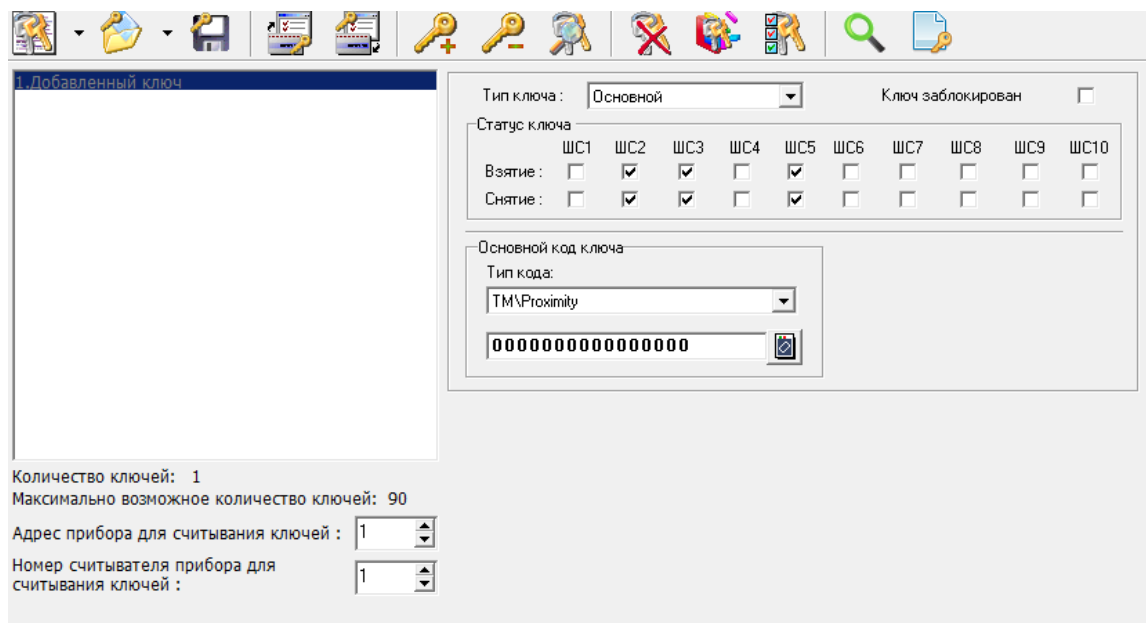 1.Добавленный ключ
Тип ключа : Основной Ключ заблокирован
Статус ключа
ШС1 ШС2 ШС3 ШС4 ШС5 ШС6 ШС7 ШС8 ШС9 ШС10
Взятие :
Снятие :
Основной код ключа
Тип кода:
TM\Proximity
0000000000000000
Количество ключей: 1
Максимально возможное количество ключей: 90
Адрес прибора для считывания ключей : 1
Номер считывателя прибора для
считывания ключей : 1